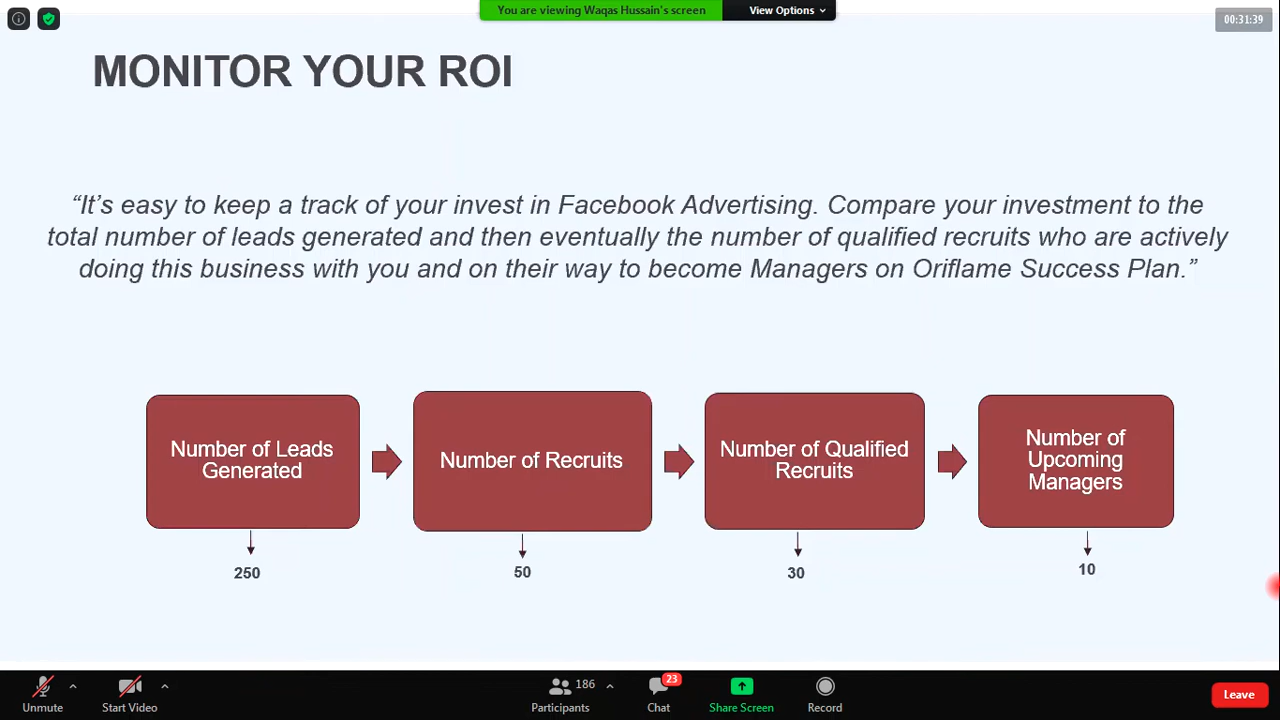 You are viewing Waqas Hussain's screen
View Options
00:31:39
MONITOR YOUR ROI
“It’s easy to keep a track of your invest in Facebook Advertising. Compare your investment to the
total number of leads generated and then eventually the number of qualified recruits who are actively
doing this business with you and on their way to become Managers on Oriflame Success Plan.”
Number of Leads
Generated
Number of Recruits
Number of Qualified
Recruits
Number of
Upcoming
Managers
250
50
30
10
Unmute
Start Video
186
Participants
23
Chat
Share Screen
Record
Leave